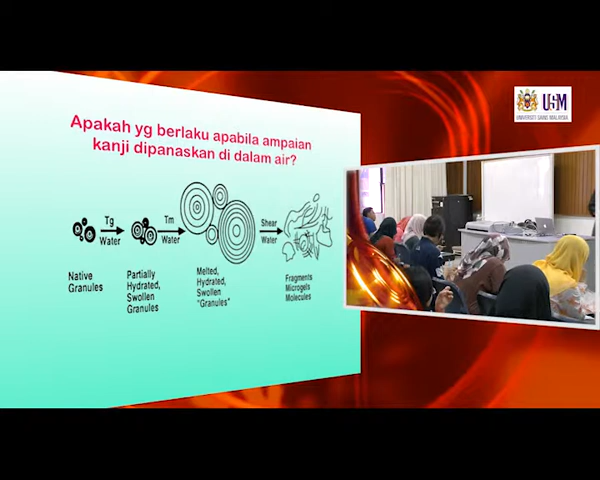 USM
UNIVERSITI SAINS MALAYSIA
Apakah yg berlaku apabila ampaian
kanji dipanaskan di dalam air?
Tg
Water
Tm
Water
Shear
Water
Native
Granules
Partially
Hydrated,
Swollen
Granules
Melted,
Hydrated,
Swollen
"Granules"
Fragments
Microgels
Molecules